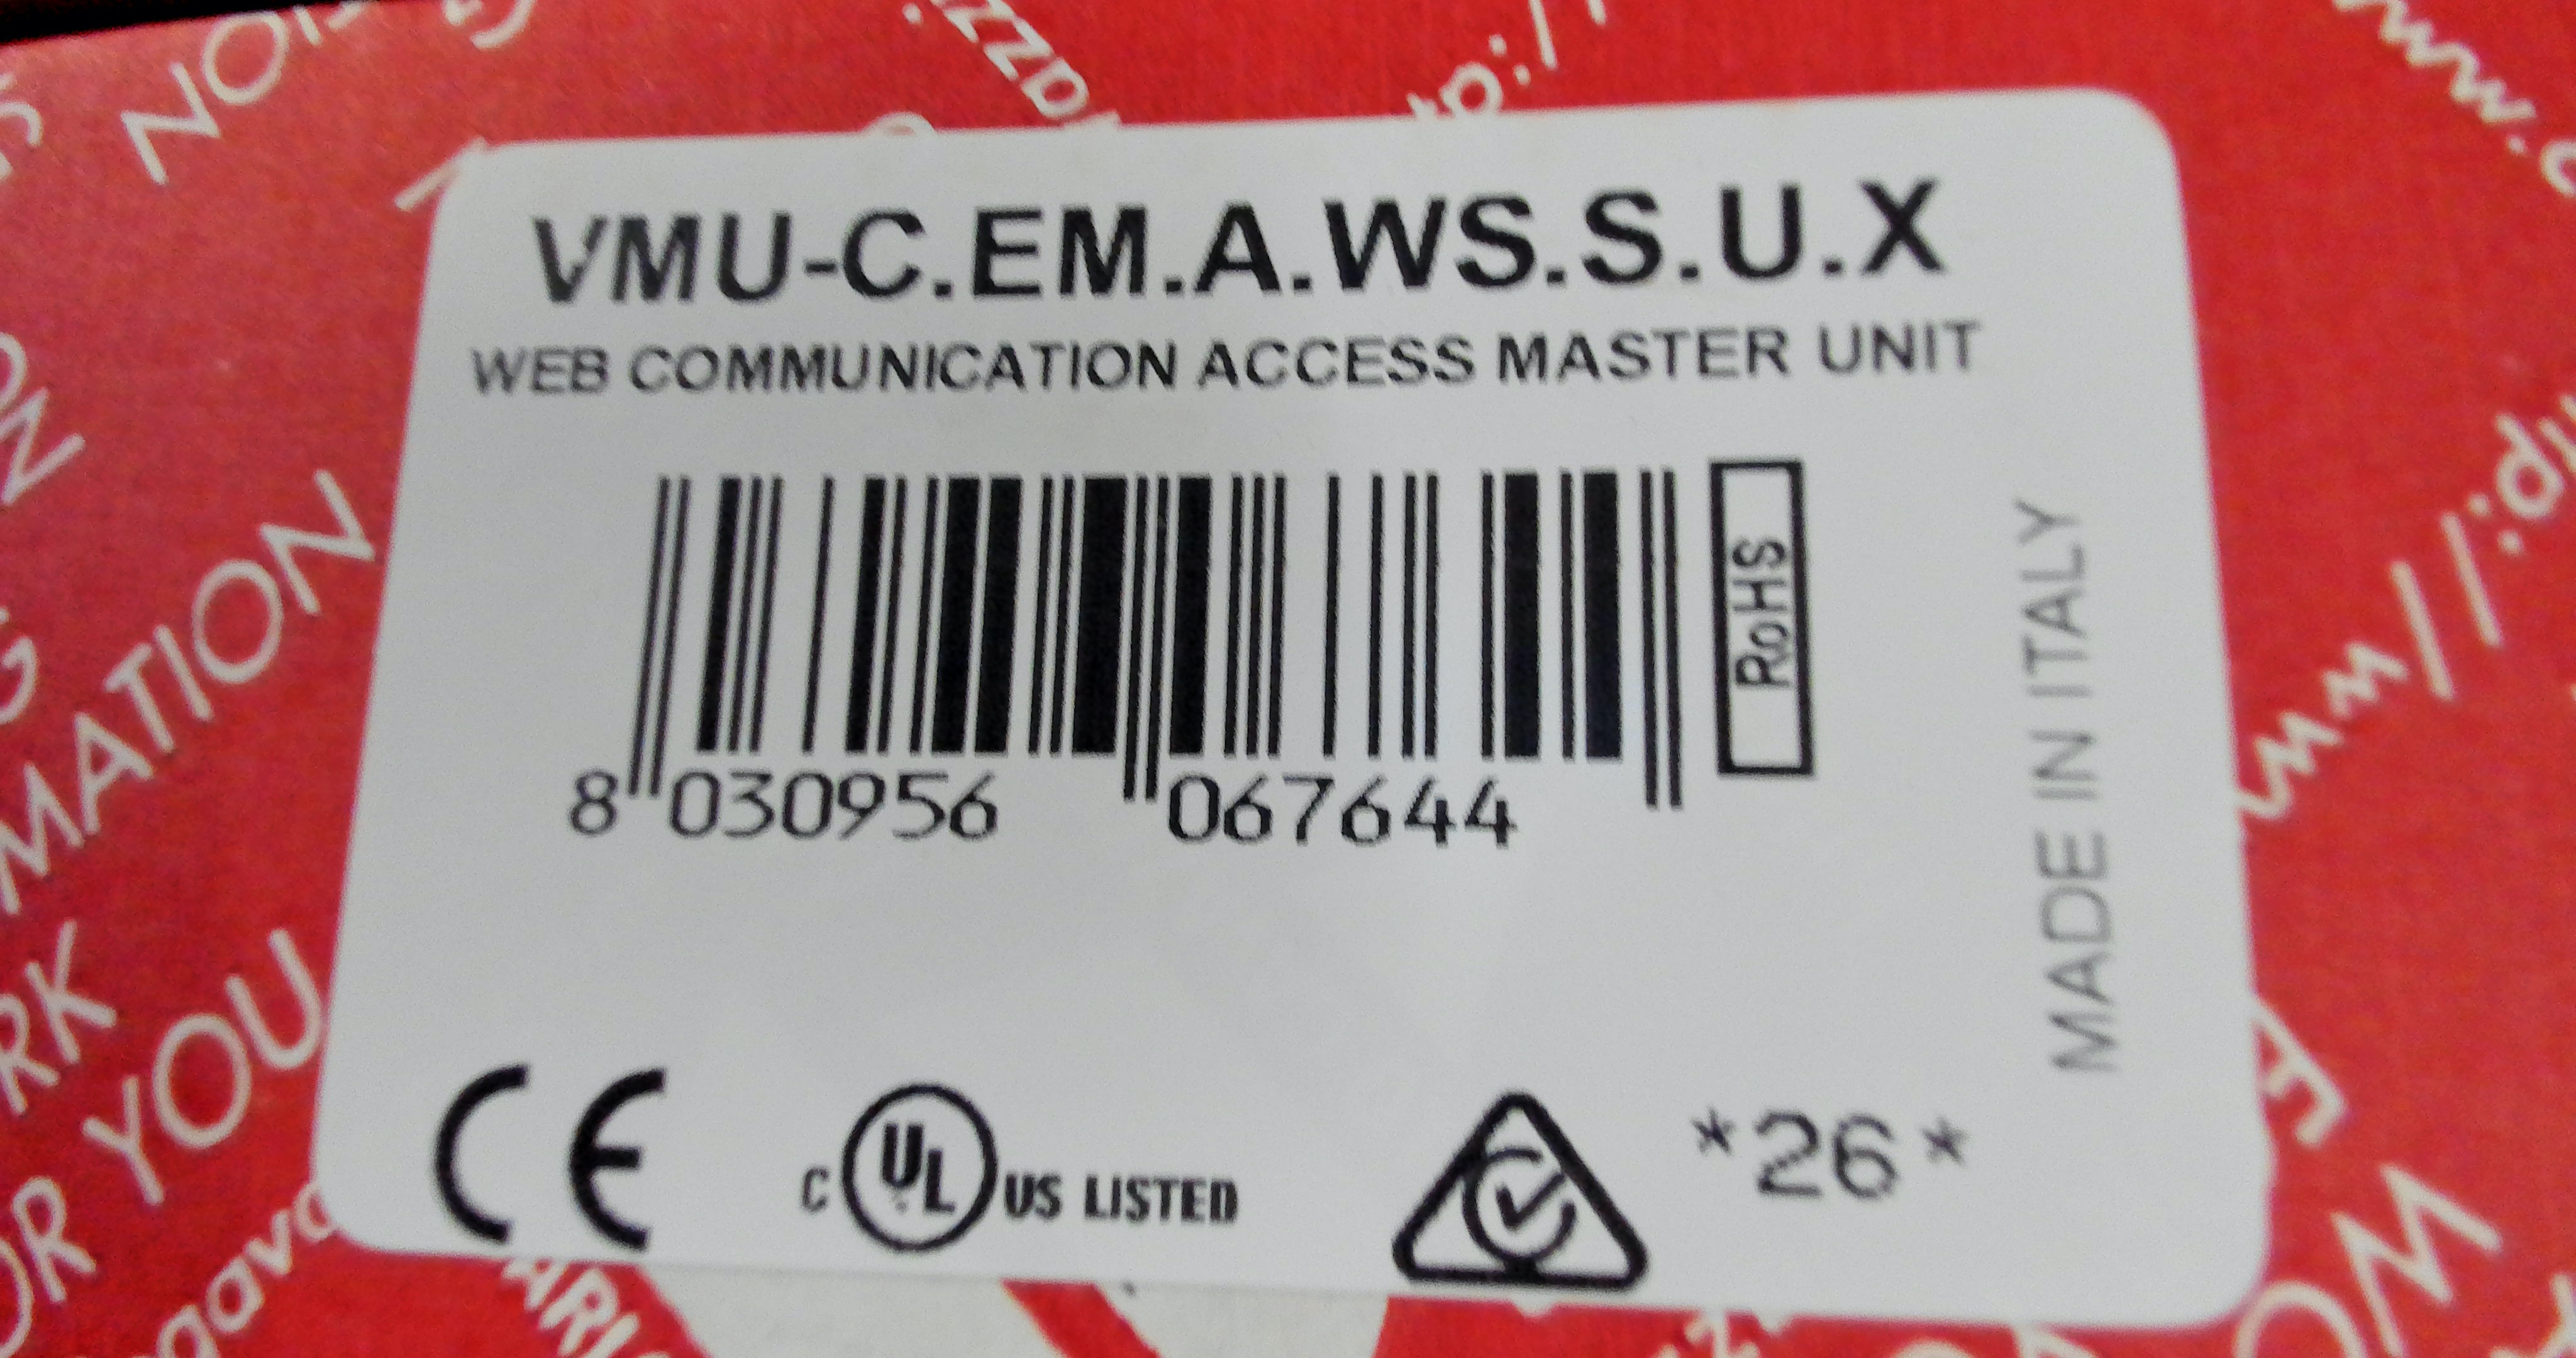 VMU-C.EM.A.WS.S.U.X
WEB COMMUNICATION ACCESS MASTER UNIT
RoHS
8 030956 067644
MADE IN ITALY
CE
C UL US LISTED
*26*
MATION
YOU